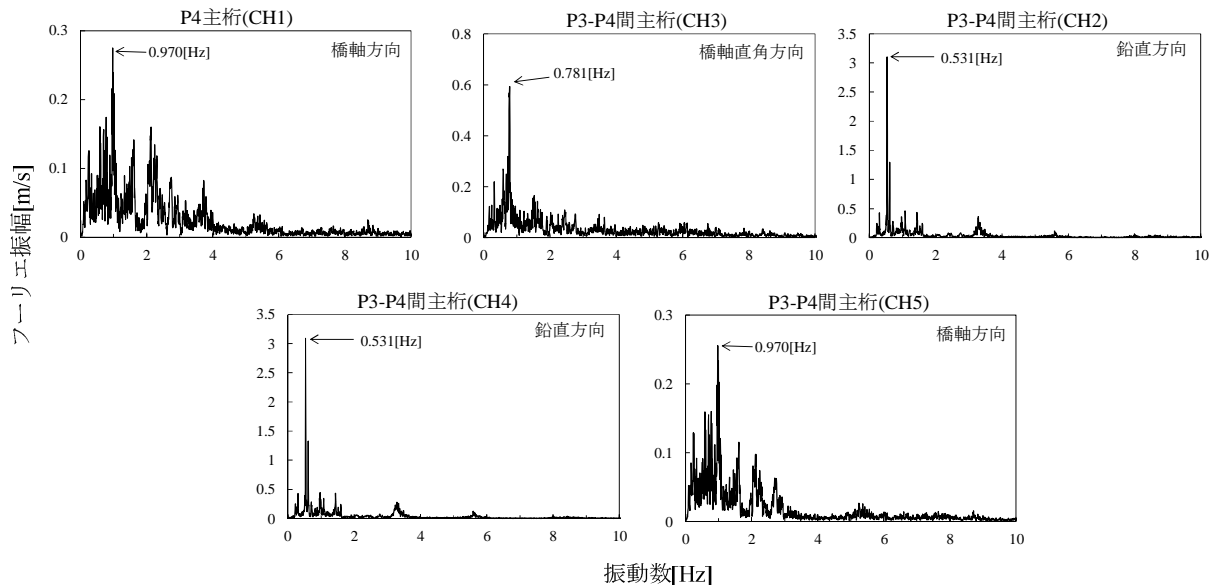 P4主桁(CH1)
0.3
0.2
0.1
0
0 2 4 6 8 10
0.970[Hz]
橋軸方向
P3-P4間主桁(CH3)
0.8
0.6
0.4
0.2
0
0 2 4 6 8 10
0.781[Hz]
橋軸直角方向
P3-P4間主桁(CH2)
3.5
3
2.5
2
1.5
1
0.5
0
0 2 4 6 8 10
0.531[Hz]
鉛直方向
フーリエ振幅[m/s]
P3-P4間主桁(CH4)
3.5
3
2.5
2
1.5
1
0.5
0
0 2 4 6 8 10
0.531[Hz]
鉛直方向
P3-P4間主桁(CH5)
0.3
0.2
0.1
0
0 2 4 6 8 10
0.970[Hz]
橋軸方向
振動数[Hz]